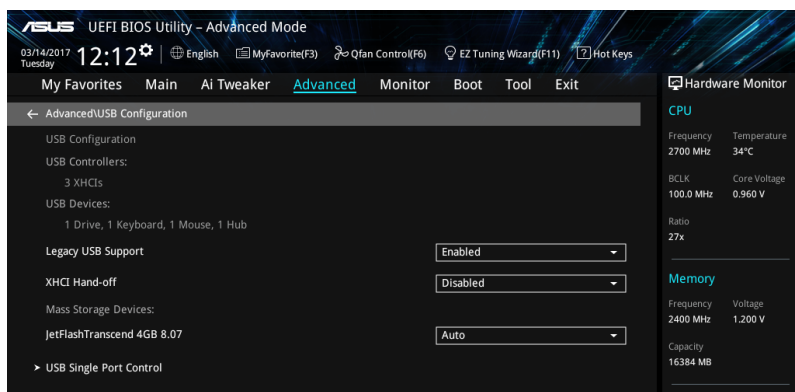 ASUS UEFI BIOS Utility – Advanced Mode
03/14/2017
Tuesday
12:12
English MyFavorite(F3) Qfan Control(F6) EZ Tuning Wizard(F11) ? Hot Keys
My Favorites Main Ai Tweaker Advanced Monitor Boot Tool Exit
← Advanced\USB Configuration
USB Configuration
USB Controllers:
3 XHCIs
USB Devices:
1 Drive, 1 Keyboard, 1 Mouse, 1 Hub
Legacy USB Support Enabled
XHCI Hand-off Disabled
Mass Storage Devices:
JetFlashTranscend 4GB 8.07 Auto
USB Single Port Control
Hardware Monitor
CPU
Frequency Temperature
2700 MHz 34°C
BCLK Core Voltage
100.0 MHz 0.960 V
Ratio
27x
Memory
Frequency Voltage
2400 MHz 1.200 V
Capacity
16384 MB